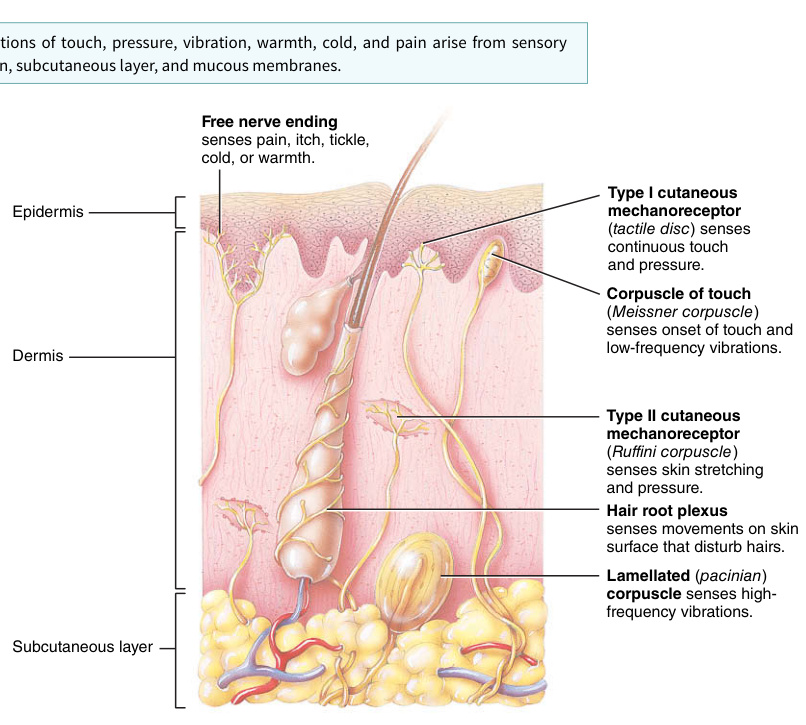 tions of touch, pressure, vibration, warmth, cold, and pain arise from sensory
n, subcutaneous layer, and mucous membranes.
Free nerve ending
senses pain, itch, tickle,
cold, or warmth.
Epidermis
Dermis
Subcutaneous layer
Type I cutaneous
mechanoreceptor
(tactile disc) senses
continuous touch
and pressure.
Corpuscle of touch
(Meissner corpuscle)
senses onset of touch and
low-frequency vibrations.
Type II cutaneous
mechanoreceptor
(Ruffini corpuscle)
senses skin stretching
and pressure.
Hair root plexus
senses movements on skin
surface that disturb hairs.
Lamellated (pacinian)
corpuscle senses high-
frequency vibrations.